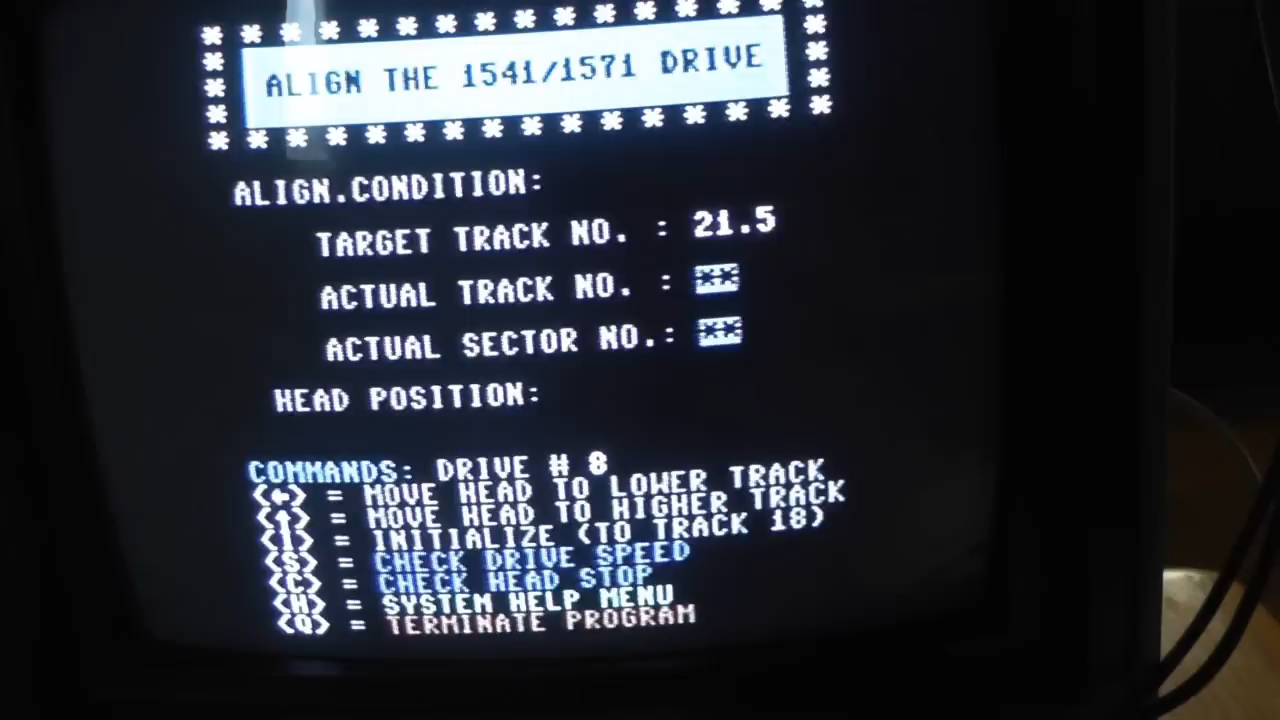 * * * * * * * * * * * * * * * *
* ALIGN THE 1541/1571 DRIVE *
* * * * * * * * * * * * * * * *
ALIGN.CONDITION:
TARGET TRACK NO. : 21.5
ACTUAL TRACK NO. : **
ACTUAL SECTOR NO.: **
HEAD POSITION:
COMMANDS: DRIVE # 8
<←> = MOVE HEAD TO LOWER TRACK
<↑> = MOVE HEAD TO HIGHER TRACK
<I> = INITIALIZE (TO TRACK 18)
<S> = CHECK DRIVE SPEED
<C> = CHECK HEAD STOP
<H> = SYSTEM HELP MENU
<Q> = TERMINATE PROGRAM